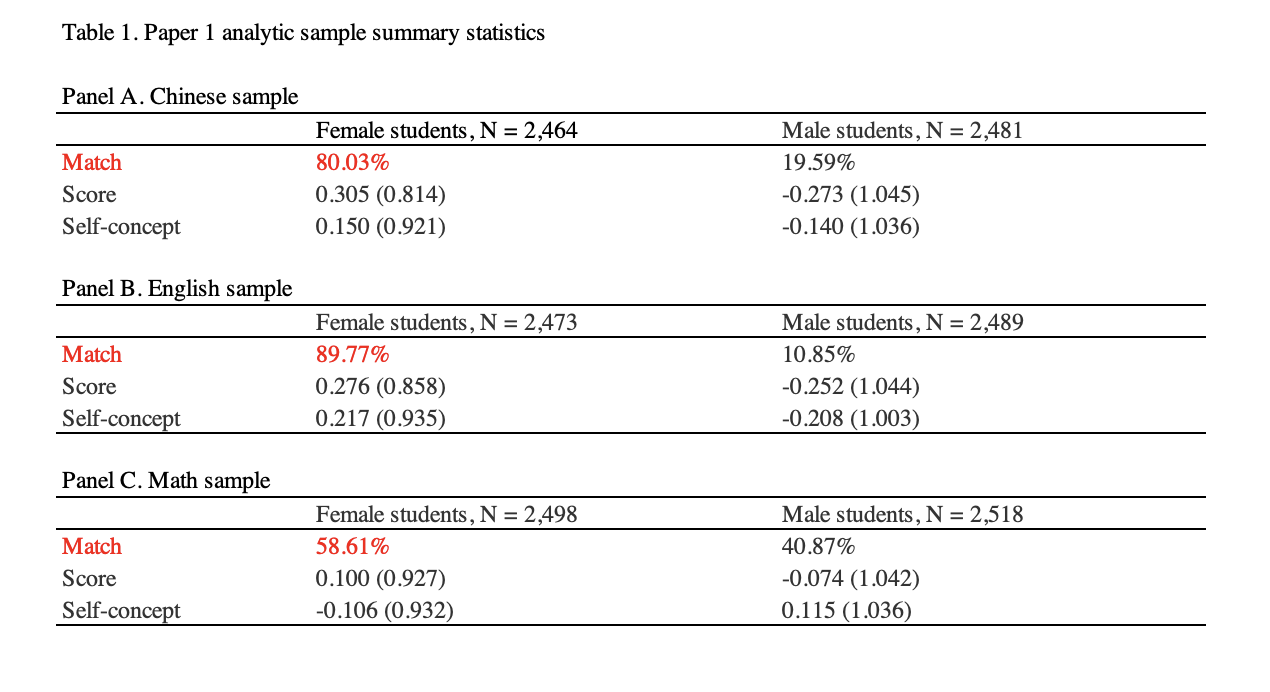 Table 1. Paper 1 analytic sample summary statistics
Panel A. Chinese sample
Female students, N = 2,464 Male students, N = 2,481
Match 80.03% 19.59%
Score 0.305 (0.814) -0.273 (1.045)
Self-concept 0.150 (0.921) -0.140 (1.036)
Panel B. English sample
Female students, N = 2,473 Male students, N = 2,489
Match 89.77% 10.85%
Score 0.276 (0.858) -0.252 (1.044)
Self-concept 0.217 (0.935) -0.208 (1.003)
Panel C. Math sample
Female students, N = 2,498 Male students, N = 2,518
Match 58.61% 40.87%
Score 0.100 (0.927) -0.074 (1.042)
Self-concept -0.106 (0.932) 0.115 (1.036)